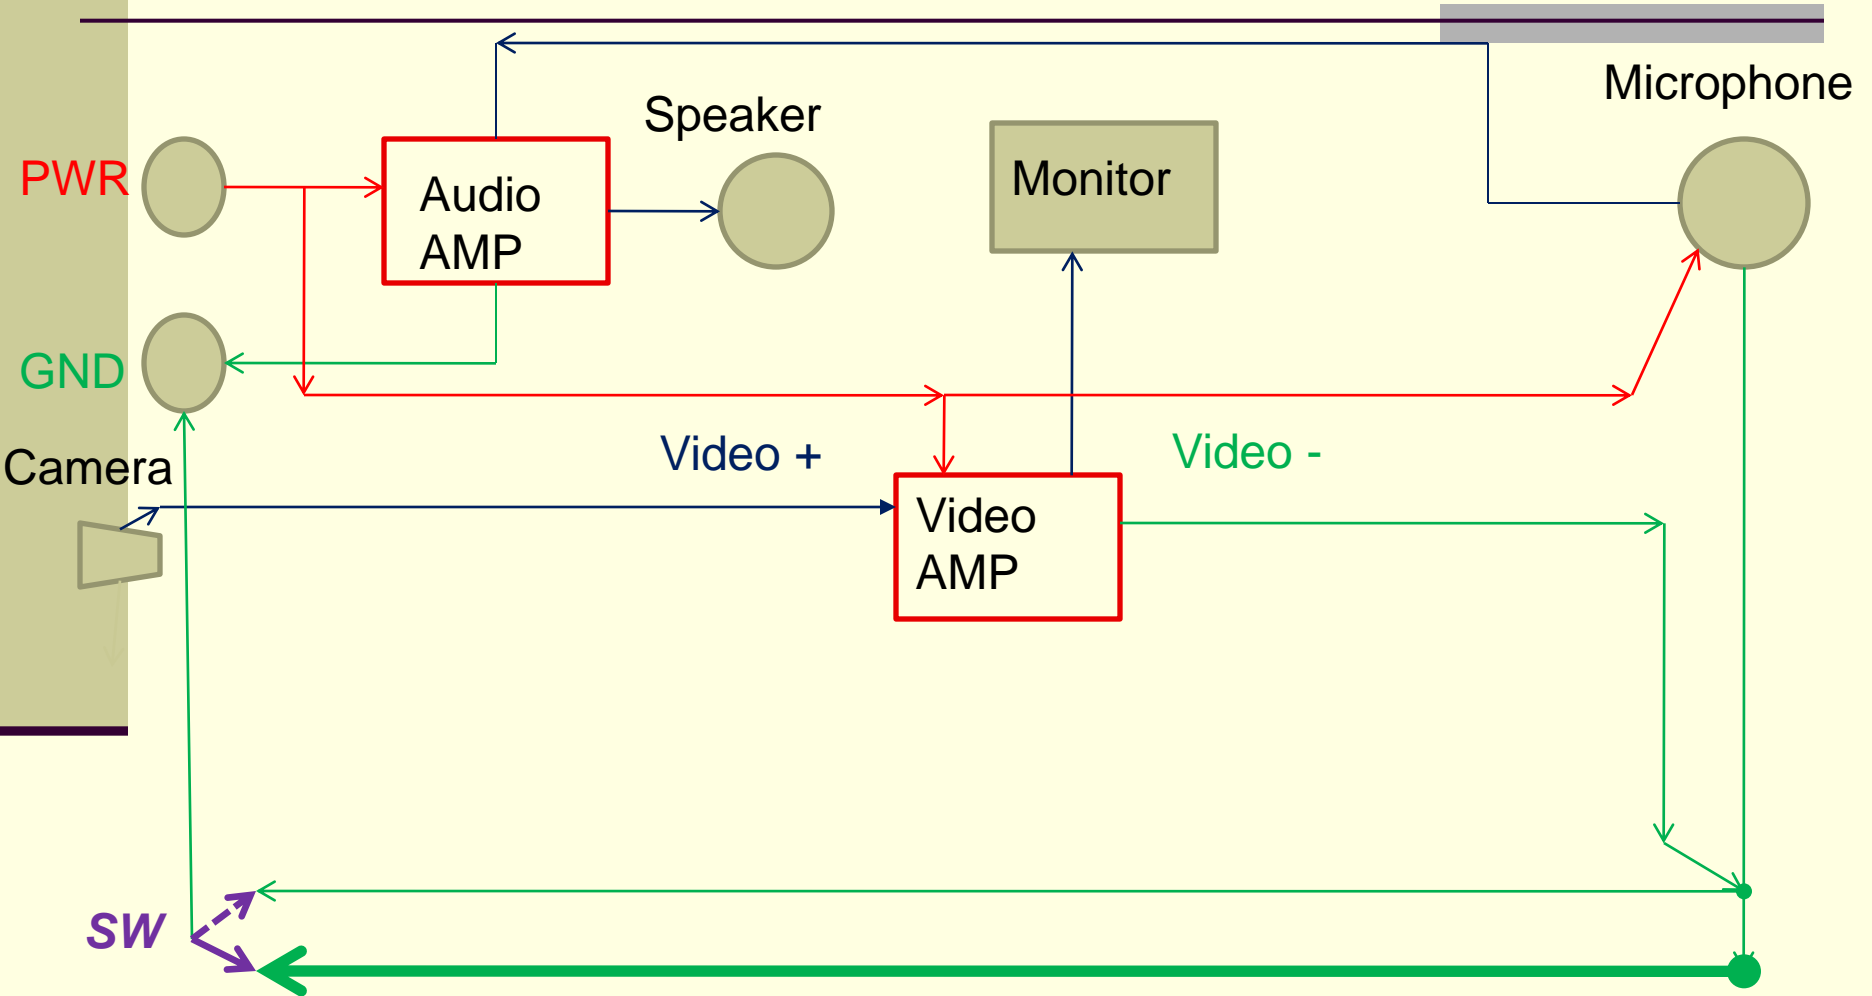 Microphone
Speaker
PWR
Audio
AMP
Monitor
GND
Camera
Video +
Video -
Video
AMP
SW